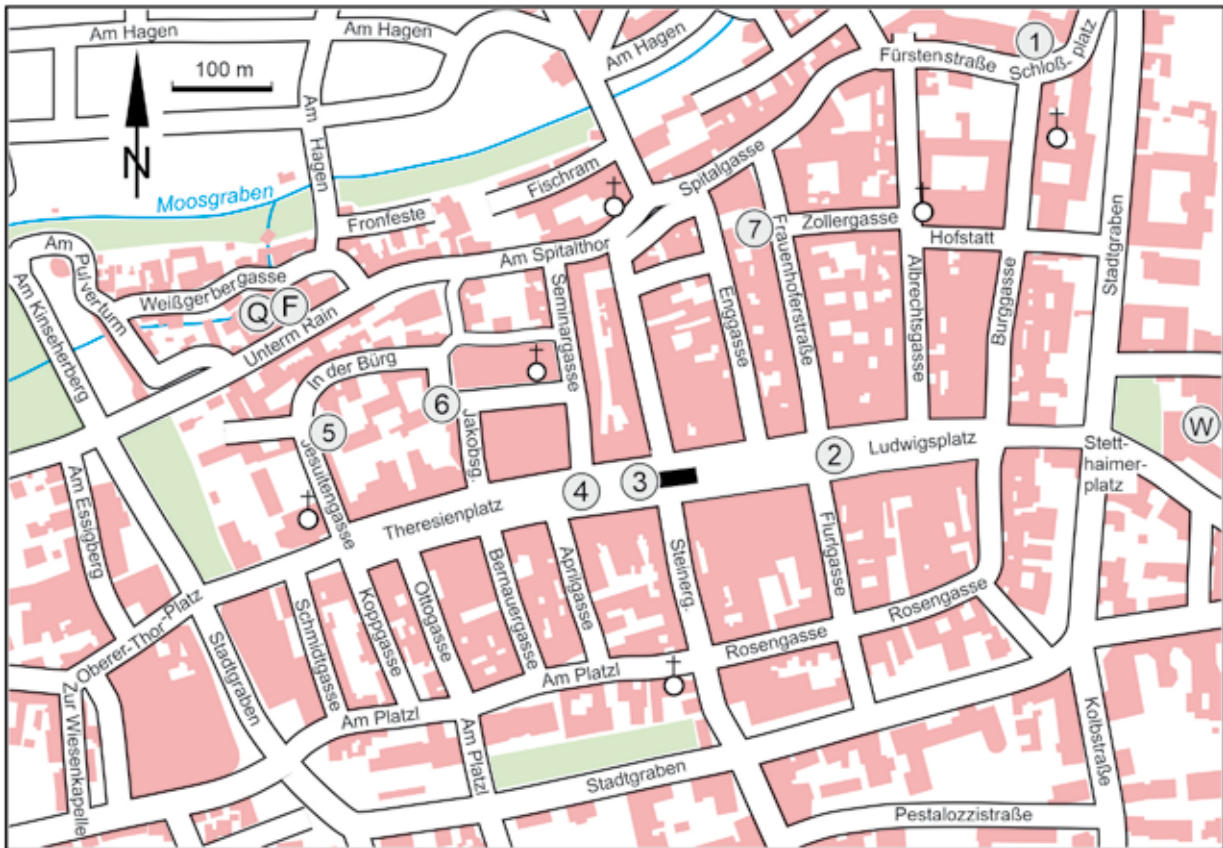 Am Hagen
Am Hagen
Am Hagen
1
Schloß-
platz
Fürstenstraße
100 m
Am Hagen
N
Moosgraben
Fischram
Spitalgasse
Fronfeste
Am Spitalthor
7
Zollergasse
Hofstatt
Stadtgraben
Am
Pulverturm
Am Kinseherberg
Weißgerbergasse
Q
F
Unterm Rain
Seminargasse
Enggasse
Frauenhoferstraße
Albrechtsgasse
Burggasse
In der Bürg
6
Jakobsg.
5
Jesuitengasse
W
2
Ludwigsplatz
Stett-
haimer-
platz
4
3
Theresienplatz
Am Essigberg
Oberer-Thor-Platz
Stadtgraben
Schmidtgasse
Koppgasse
Ottogasse
Bernauergasse
Aprilgasse
Steinerg.
Flurlgasse
Rosengasse
Rosengasse
Am Platzl
Am Platzl
Am Platzl
Zur Wiesenkapelle
Stadtgraben
Kolbstraße
Pestalozzistraße